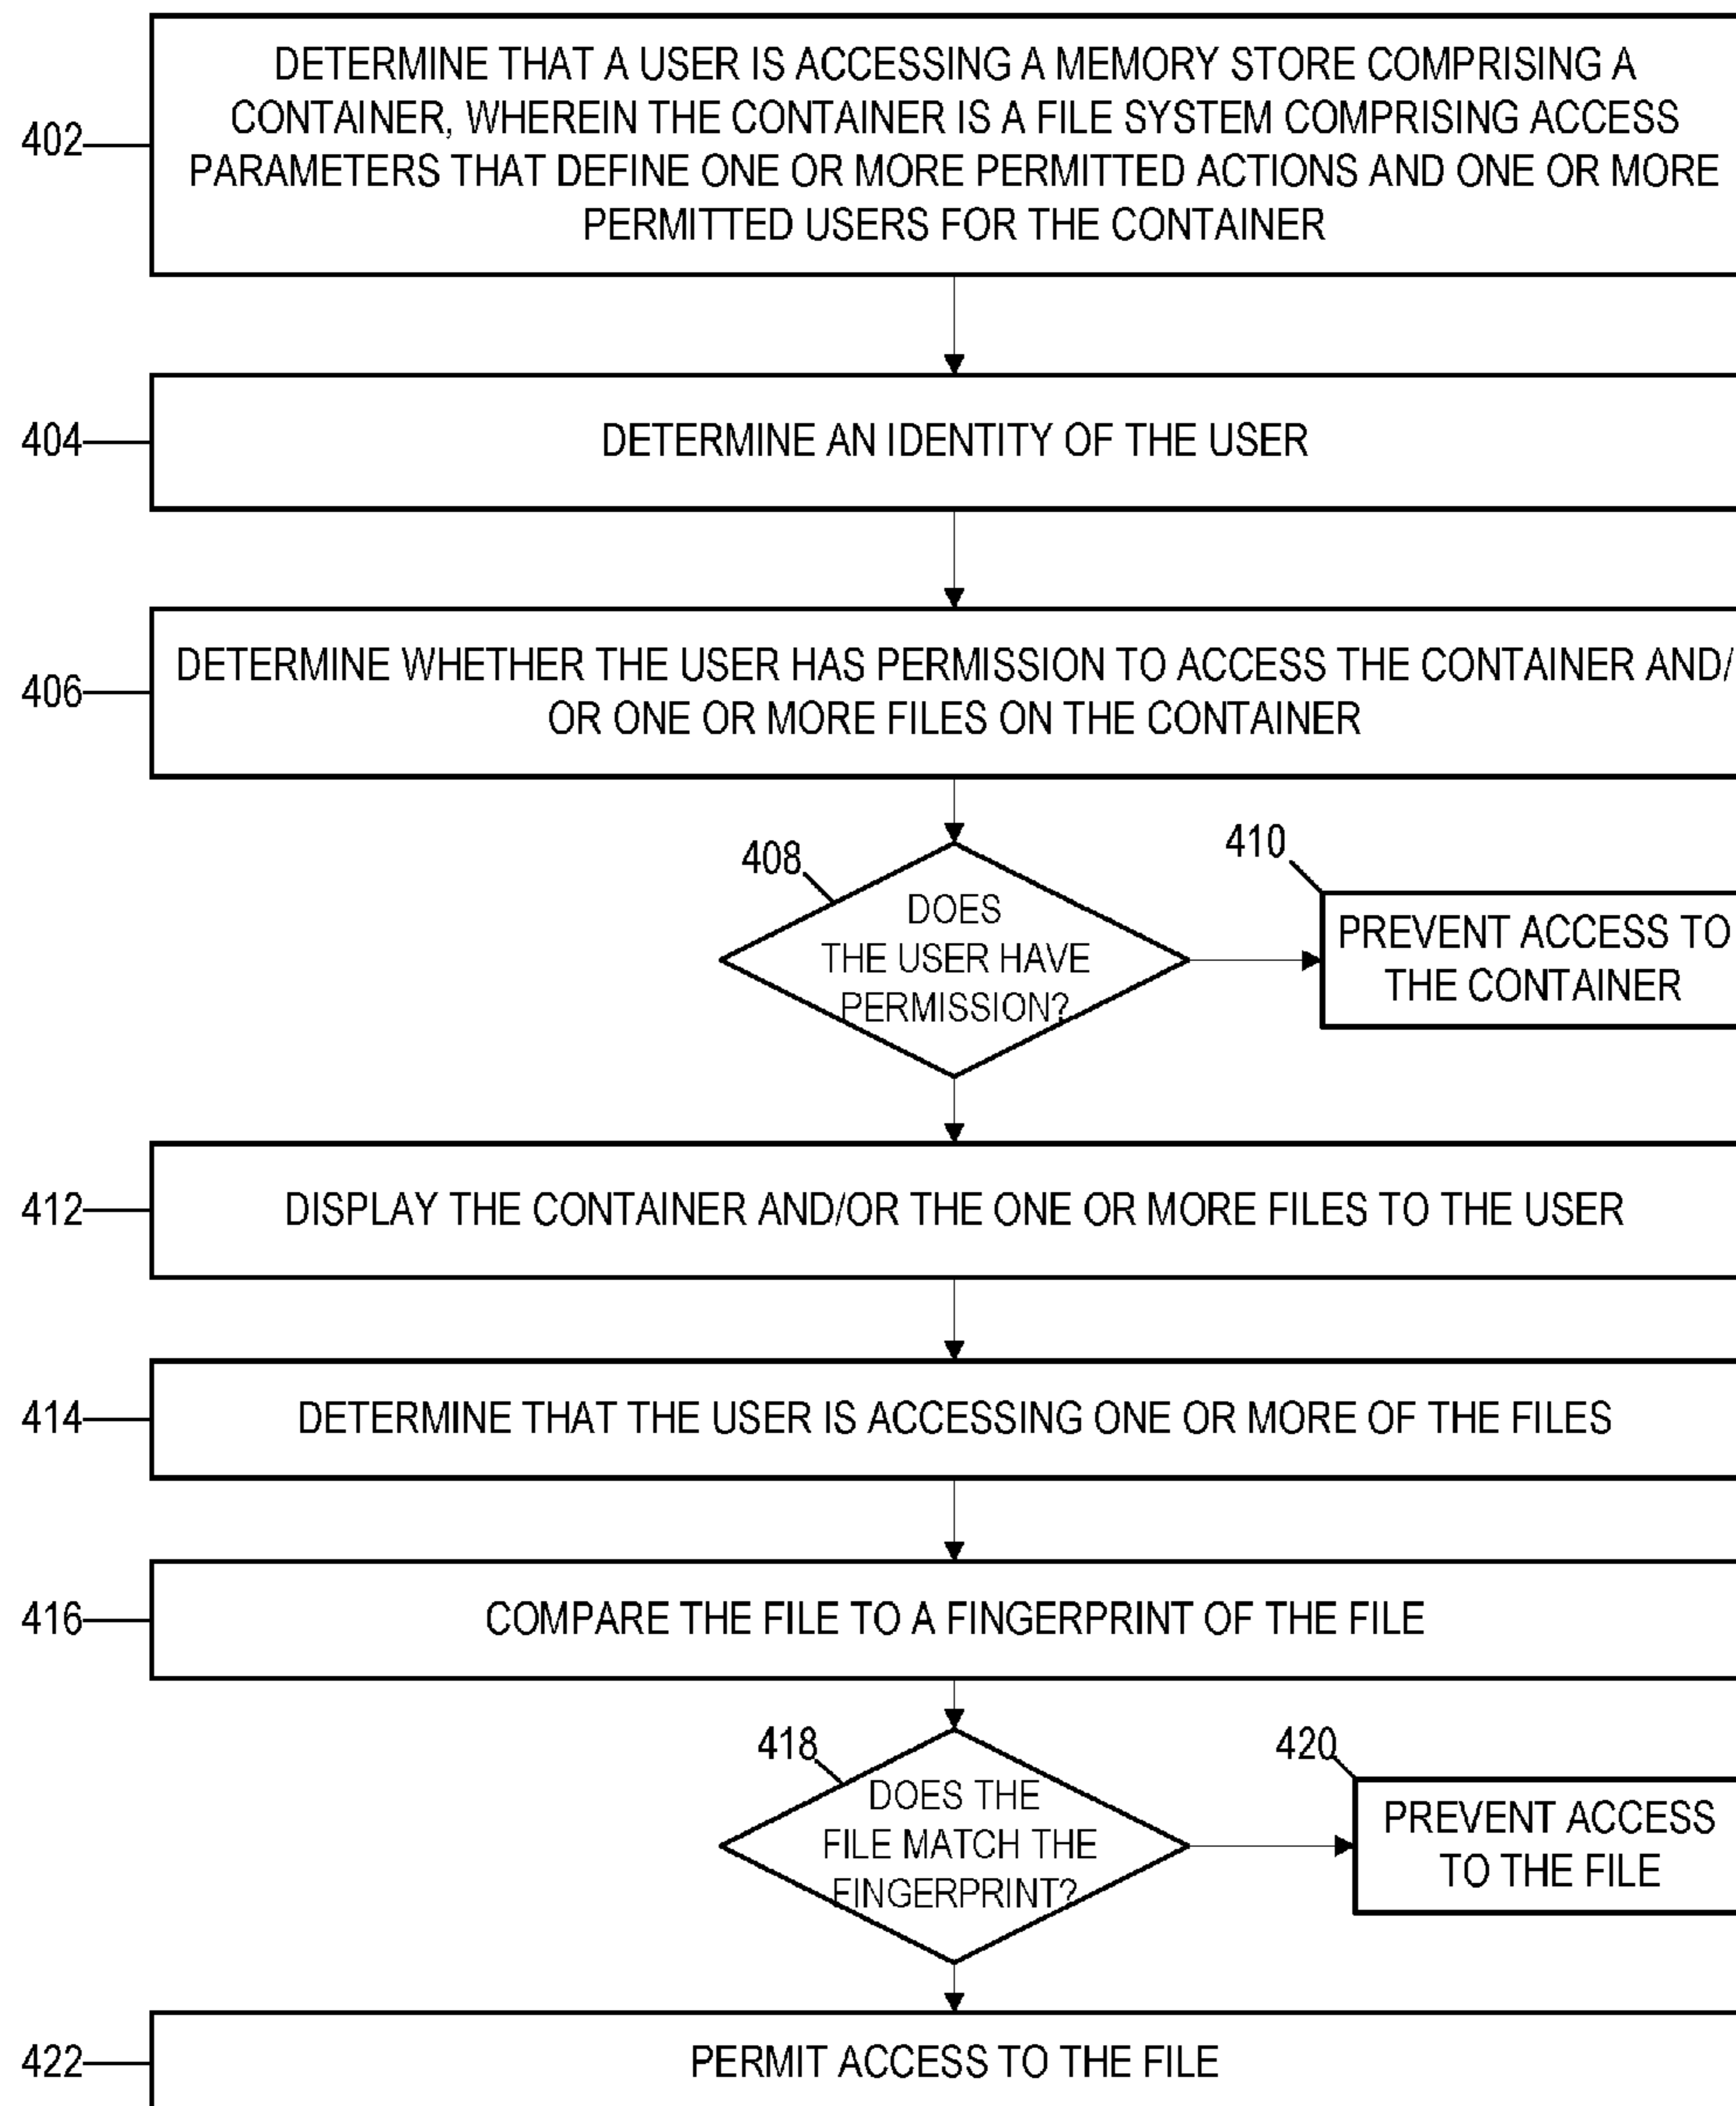 402
DETERMINE THAT A USER IS ACCESSING A MEMORY STORE COMPRISING A
CONTAINER, WHEREIN THE CONTAINER IS A FILE SYSTEM COMPRISING ACCESS
PARAMETERS THAT DEFINE ONE OR MORE PERMITTED ACTIONS AND ONE OR MORE
PERMITTED USERS FOR THE CONTAINER
404
DETERMINE AN IDENTITY OF THE USER
406
DETERMINE WHETHER THE USER HAS PERMISSION TO ACCESS THE CONTAINER AND/
OR ONE OR MORE FILES ON THE CONTAINER
408
DOES
THE USER HAVE
PERMISSION?
410
PREVENT ACCESS TO
THE CONTAINER
412
DISPLAY THE CONTAINER AND/OR THE ONE OR MORE FILES TO THE USER
414
DETERMINE THAT THE USER IS ACCESSING ONE OR MORE OF THE FILES
416
COMPARE THE FILE TO A FINGERPRINT OF THE FILE
418
DOES THE
FILE MATCH THE
FINGERPRINT?
420
PREVENT ACCESS
TO THE FILE
422
PERMIT ACCESS TO THE FILE